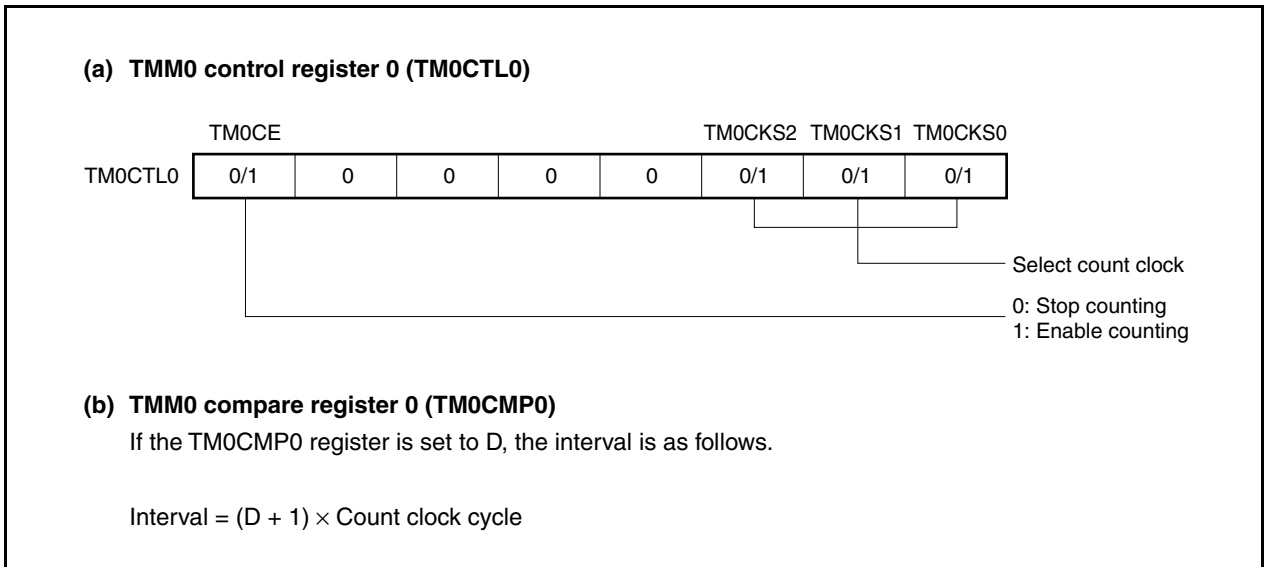 (a) TMM0 control register 0 (TM0CTL0)
TM0CE TM0CKS2 TM0CKS1 TM0CKS0
TM0CTL0 0/1 0 0 0 0 0/1 0/1 0/1
Select count clock
0: Stop counting
1: Enable counting
(b) TMM0 compare register 0 (TM0CMP0)
If the TM0CMP0 register is set to D, the interval is as follows.
Interval = (D + 1) × Count clock cycle